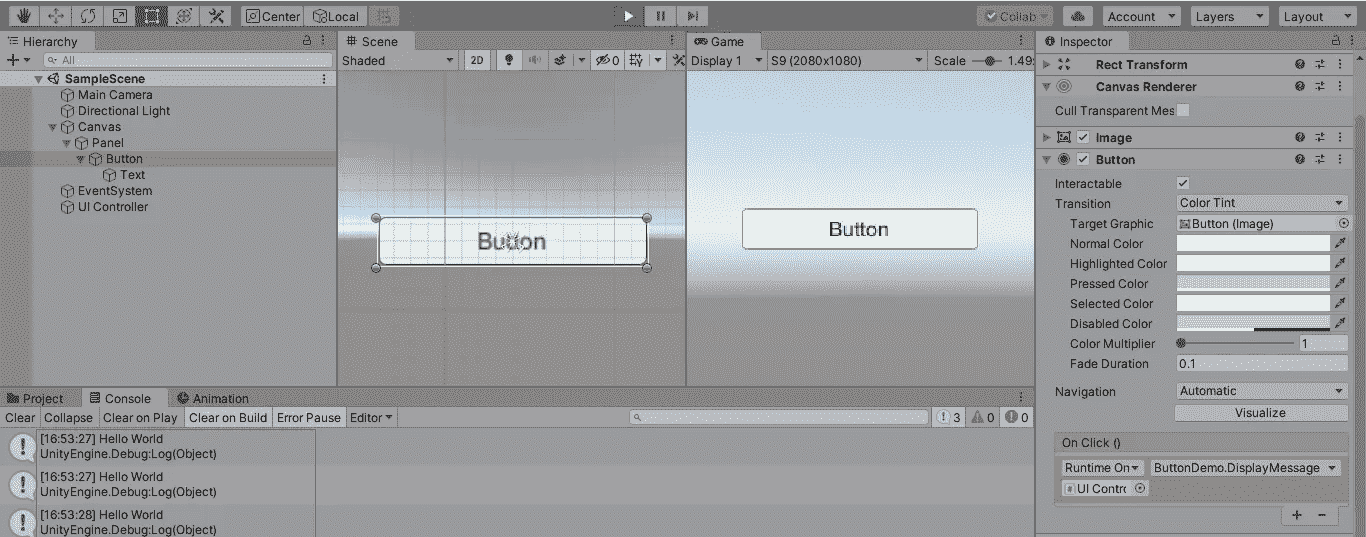 Center Local Collab Account Layers Layout
Hierarchy
All
SampleScene
Main Camera
Directional Light
Canvas
Panel
Button
Text
EventSystem
UI Controller
Scene
Shaded 2D 0
Button
Game
Display 1 S9 (2080x1080) Scale 1.49
Button
Inspector
Rect Transform
Canvas Renderer
Cull Transparent Mes
Image
Button
Interactable
Transition Color Tint
Target Graphic Button (Image)
Normal Color
Highlighted Color
Pressed Color
Selected Color
Disabled Color
Color Multiplier 1
Fade Duration 0.1
Navigation Automatic
Visualize
On Click ()
Runtime On ButtonDemo.DisplayMessage
UI Contro
Project Console Animation
Clear Collapse Clear on Play Clear on Build Error Pause Editor 3 0 0
[16:53:27] Hello World
UnityEngine.Debug:Log(Object)
[16:53:27] Hello World
UnityEngine.Debug:Log(Object)
[16:53:28] Hello World
UnityEngine.Debug:Log(Object)